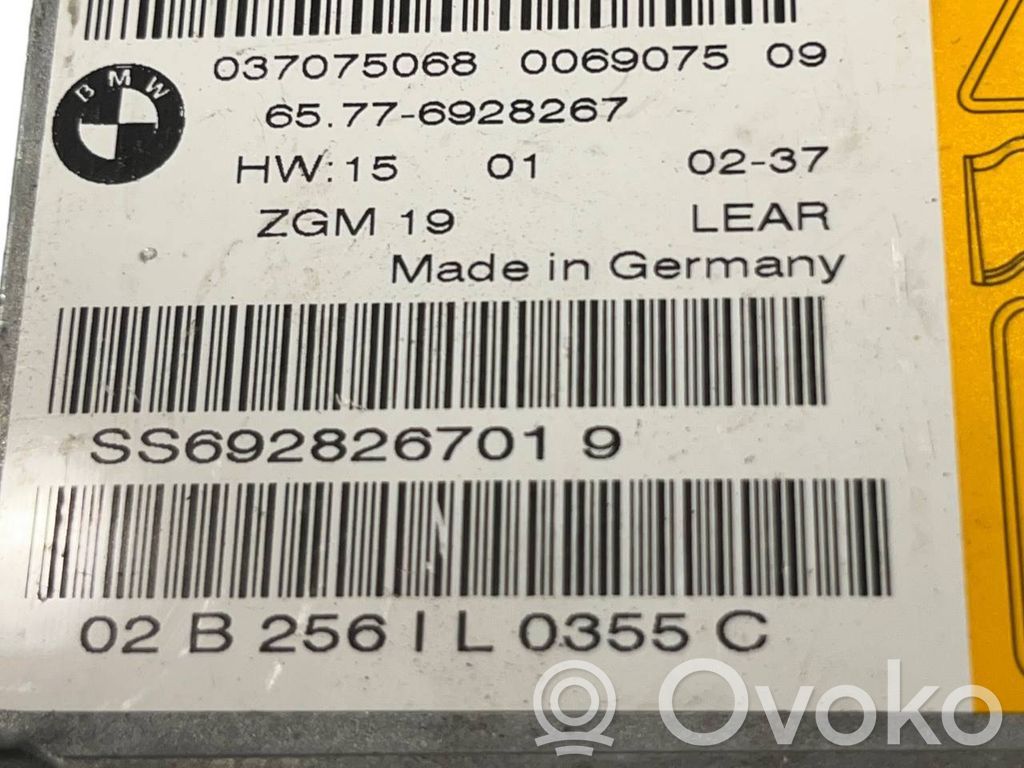 037075068 0069075 09
BMW
65.77-6928267
HW:15 01 02-37
ZGM 19 LEAR
Made in Germany
SS692826701 9
02 B 256 I L 0355 C
Ovoko